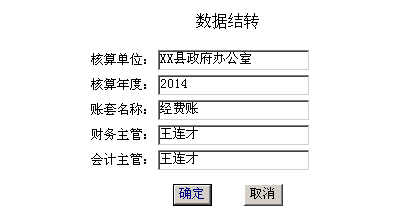 数据结转
核算单位： XX县政府办公室
核算年度： 2014
账套名称： 经费账
财务主管： 王连才
会计主管： 王连才
确定 取消